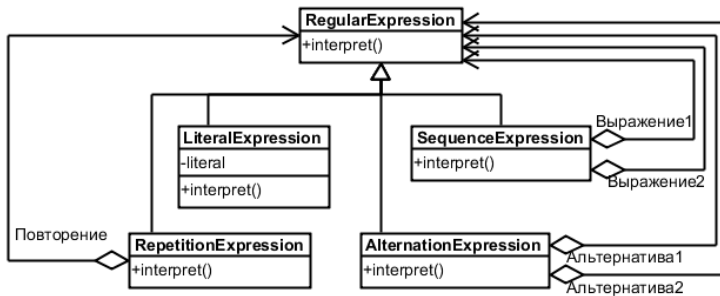 RegularExpression
+interpret()
LiteralExpression
-literal
+interpret()
SequenceExpression
+interpret()
Выражение1
Выражение2
Повторение
RepetitionExpression
+interpret()
AlternationExpression
+interpret()
Альтернатива1
Альтернатива2